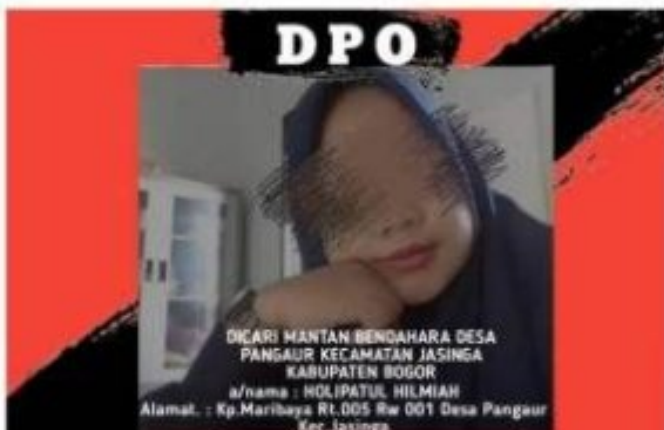 DPO
DICARI MANTAN BENDAHARA DESA
PANGAUR KECAMATAN JASINGA
KABUPATEN BOGOR
a/nama : HOLIPATUL HILMIAH
Alamat. : Kp.Maribaya Rt.005 Rw 001 Desa Pangaur
Kec Jasinga